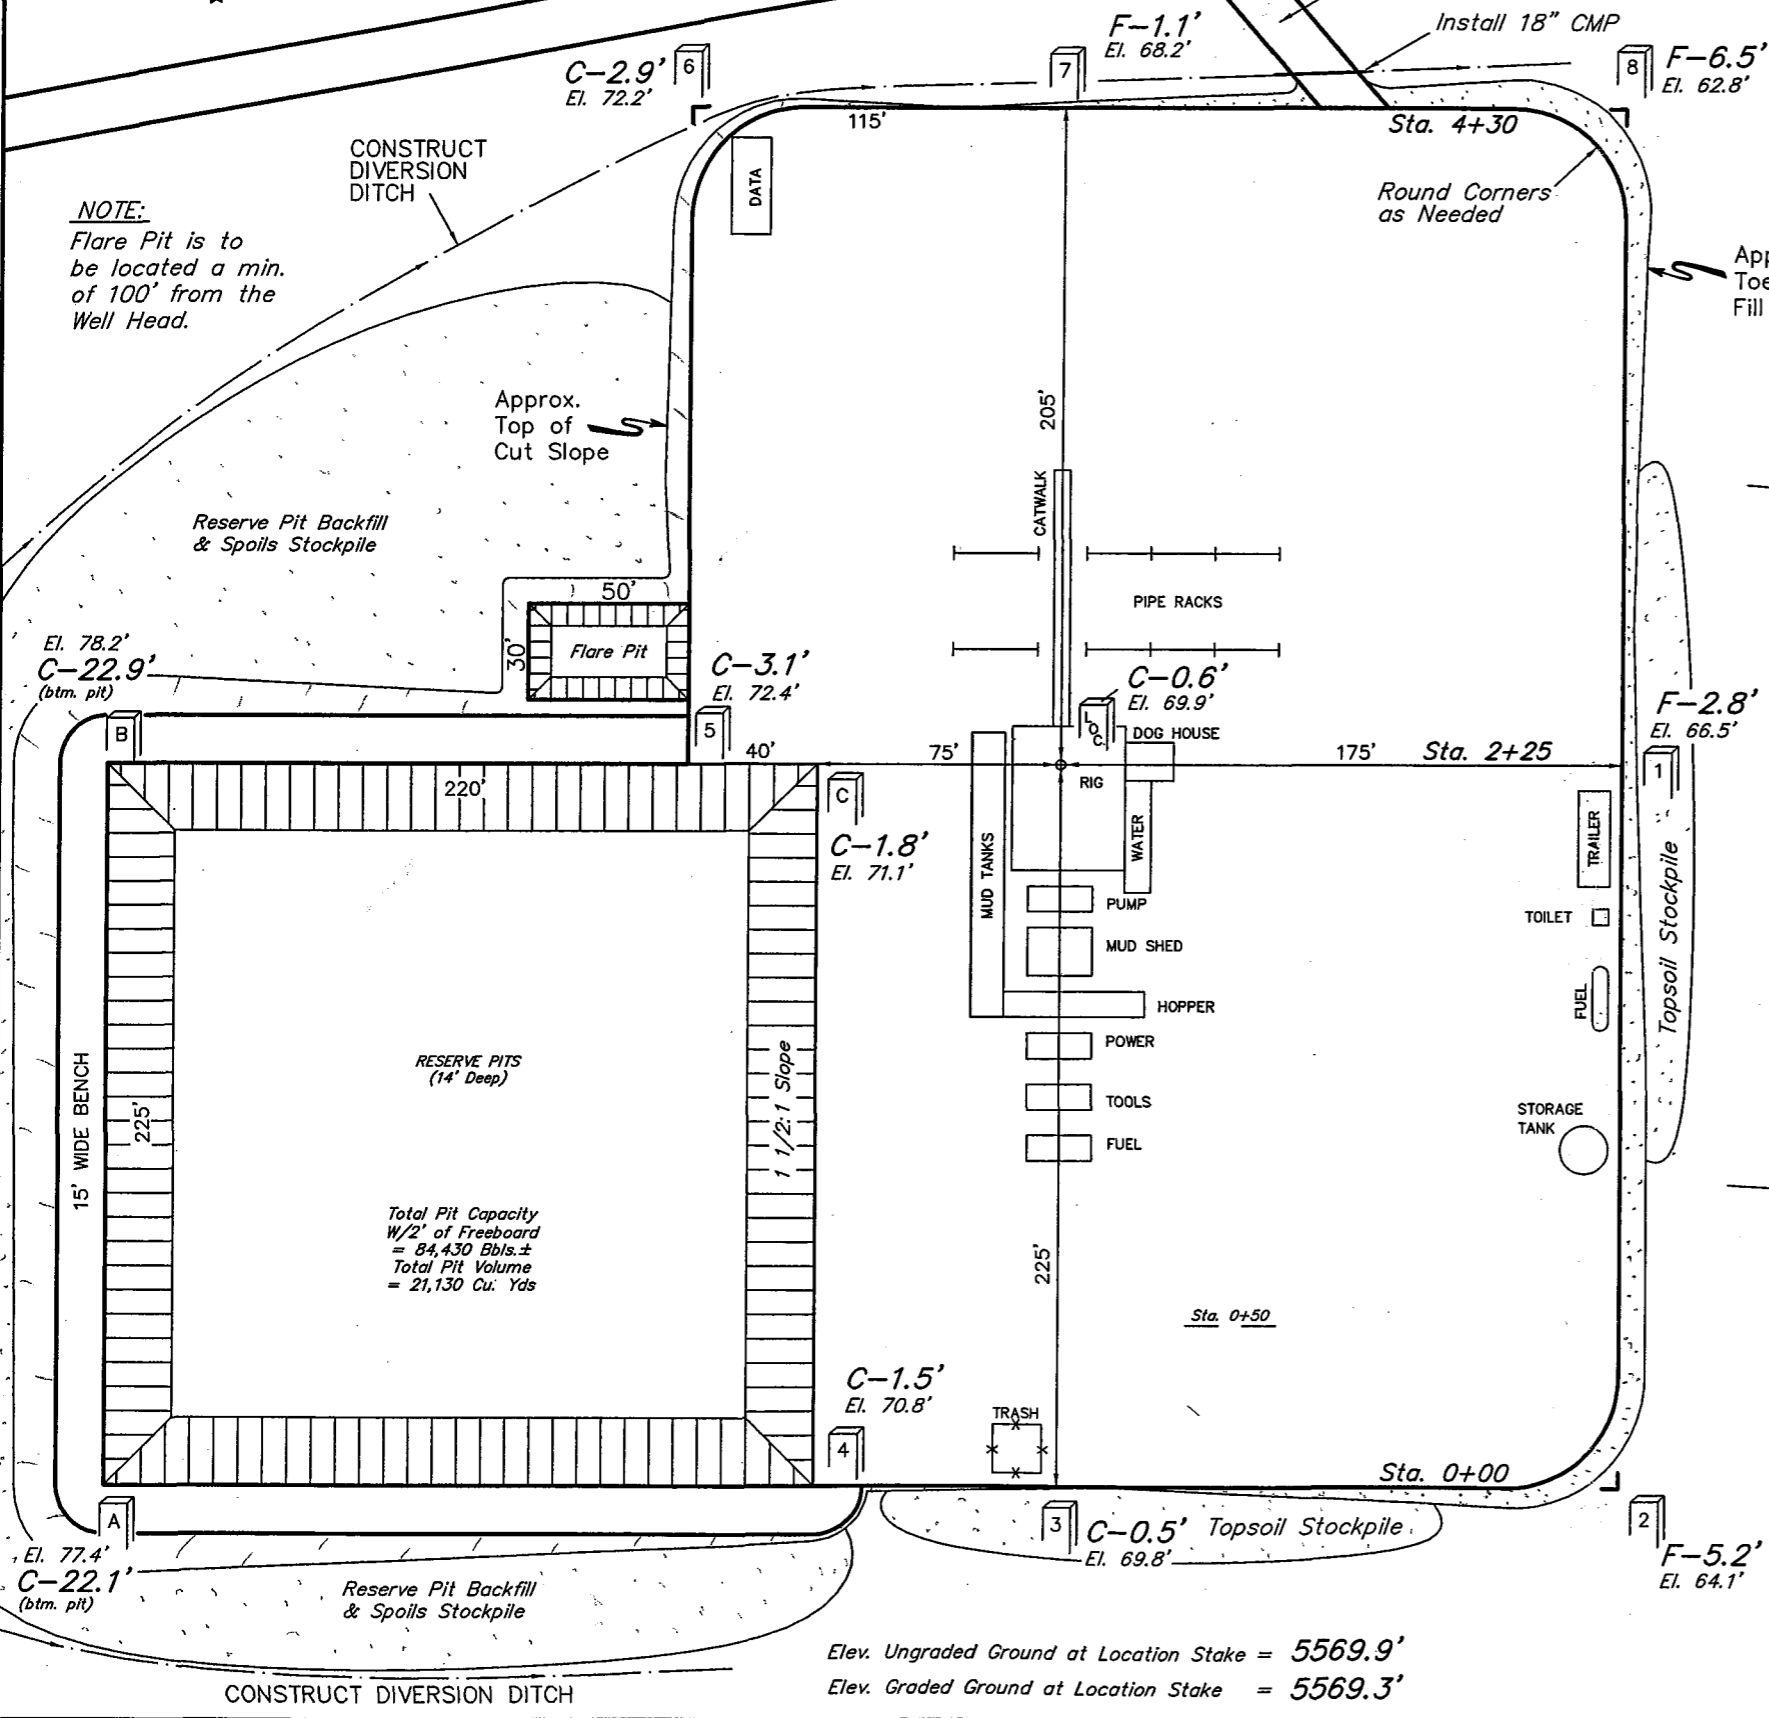 Install 18" CMP
F-1.1'
El. 68.2'
C-2.9'
El. 72.2'
6
7
8
F-6.5'
El. 62.8'
115'
Sta. 4+30
CONSTRUCT
DIVERSION
DITCH
DATA
Round Corners
as Needed
NOTE:
Flare Pit is to
be located a min.
of 100' from the
Well Head.
Toe
Fill
205'
Approx.
Top of
Cut Slope
CATWALK
Reserve Pit Backfill
& Spoils Stockpile
PIPE RACKS
50'
30'
Flare Pit
El. 78.2'
C-22.9'
(btm. pit)
C-3.1'
El. 72.4'
C-0.6'
El. 69.9'
F-2.8'
El. 66.5'
B
5
LOC.
DOG HOUSE
40'
75'
175'
Sta. 2+25
1
220'
C
RIG
C-1.8'
El. 71.1'
MUD TANKS
WATER
TRAILER
PUMP
TOILET
MUD SHED
Topsoil Stockpile
HOPPER
FUEL
POWER
RESERVE PITS
(14' Deep)
1 1/2:1 Slope
15' WIDE BENCH
225'
TOOLS
STORAGE
TANK
FUEL
Total Pit Capacity
W/2' of Freeboard
= 84,430 Bbls.±
Total Pit Volume
= 21,130 Cu. Yds
225'
Sta. 0+50
C-1.5'
El. 70.8'
TRASH
4
Sta. 0+00
A
3
C-0.5'
El. 69.8'
Topsoil Stockpile
2
El. 77.4'
C-22.1'
(btm. pit)
F-5.2'
El. 64.1'
Reserve Pit Backfill
& Spoils Stockpile
Elev. Ungraded Ground at Location Stake = 5569.9'
Elev. Graded Ground at Location Stake = 5569.3'
CONSTRUCT DIVERSION DITCH